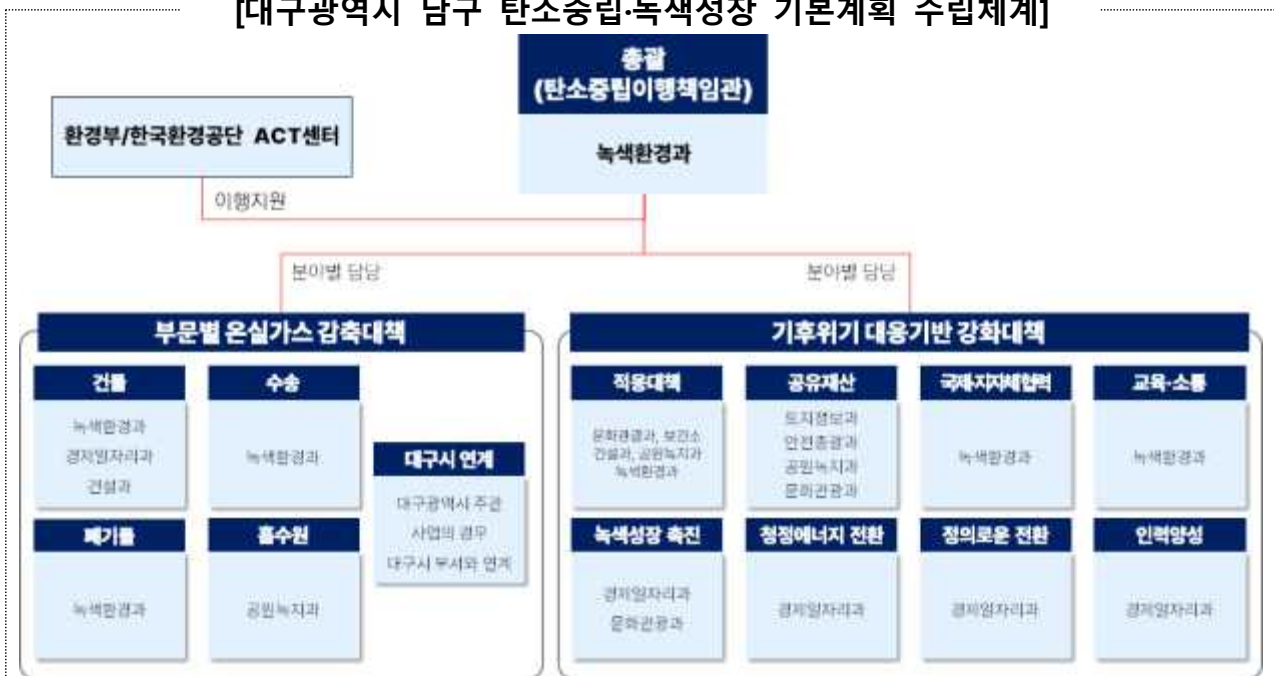 [대구광역시 남구 탄소중립·녹색성장 기본계획 수립체계]
총괄
(탄소중립이행책임관)
녹색환경과
환경부/한국환경공단 ACT센터
이행지원
분야별 담당
분야별 담당
부문별 온실가스 감축대책
건물
녹색환경과
경제일자리과
건설과
수송
녹색환경과
폐기물
녹색환경과
흡수원
공원녹지과
대구시 연계
대구광역시 주관
사업의 경우
대구시 부서와 연계
기후위기 대응기반 강화대책
적응대책
문화관광과, 보건소
건설과, 공원녹지과
녹색환경과
공유재산
토지정보과
안전총괄과
공원녹지과
문화관광과
국제·지자체협력
녹색환경과
교육·소통
녹색환경과
녹색성장 촉진
경제일자리과
문화관광과
청정에너지 전환
경제일자리과
정의로운 전환
경제일자리과
인력양성
경제일자리과